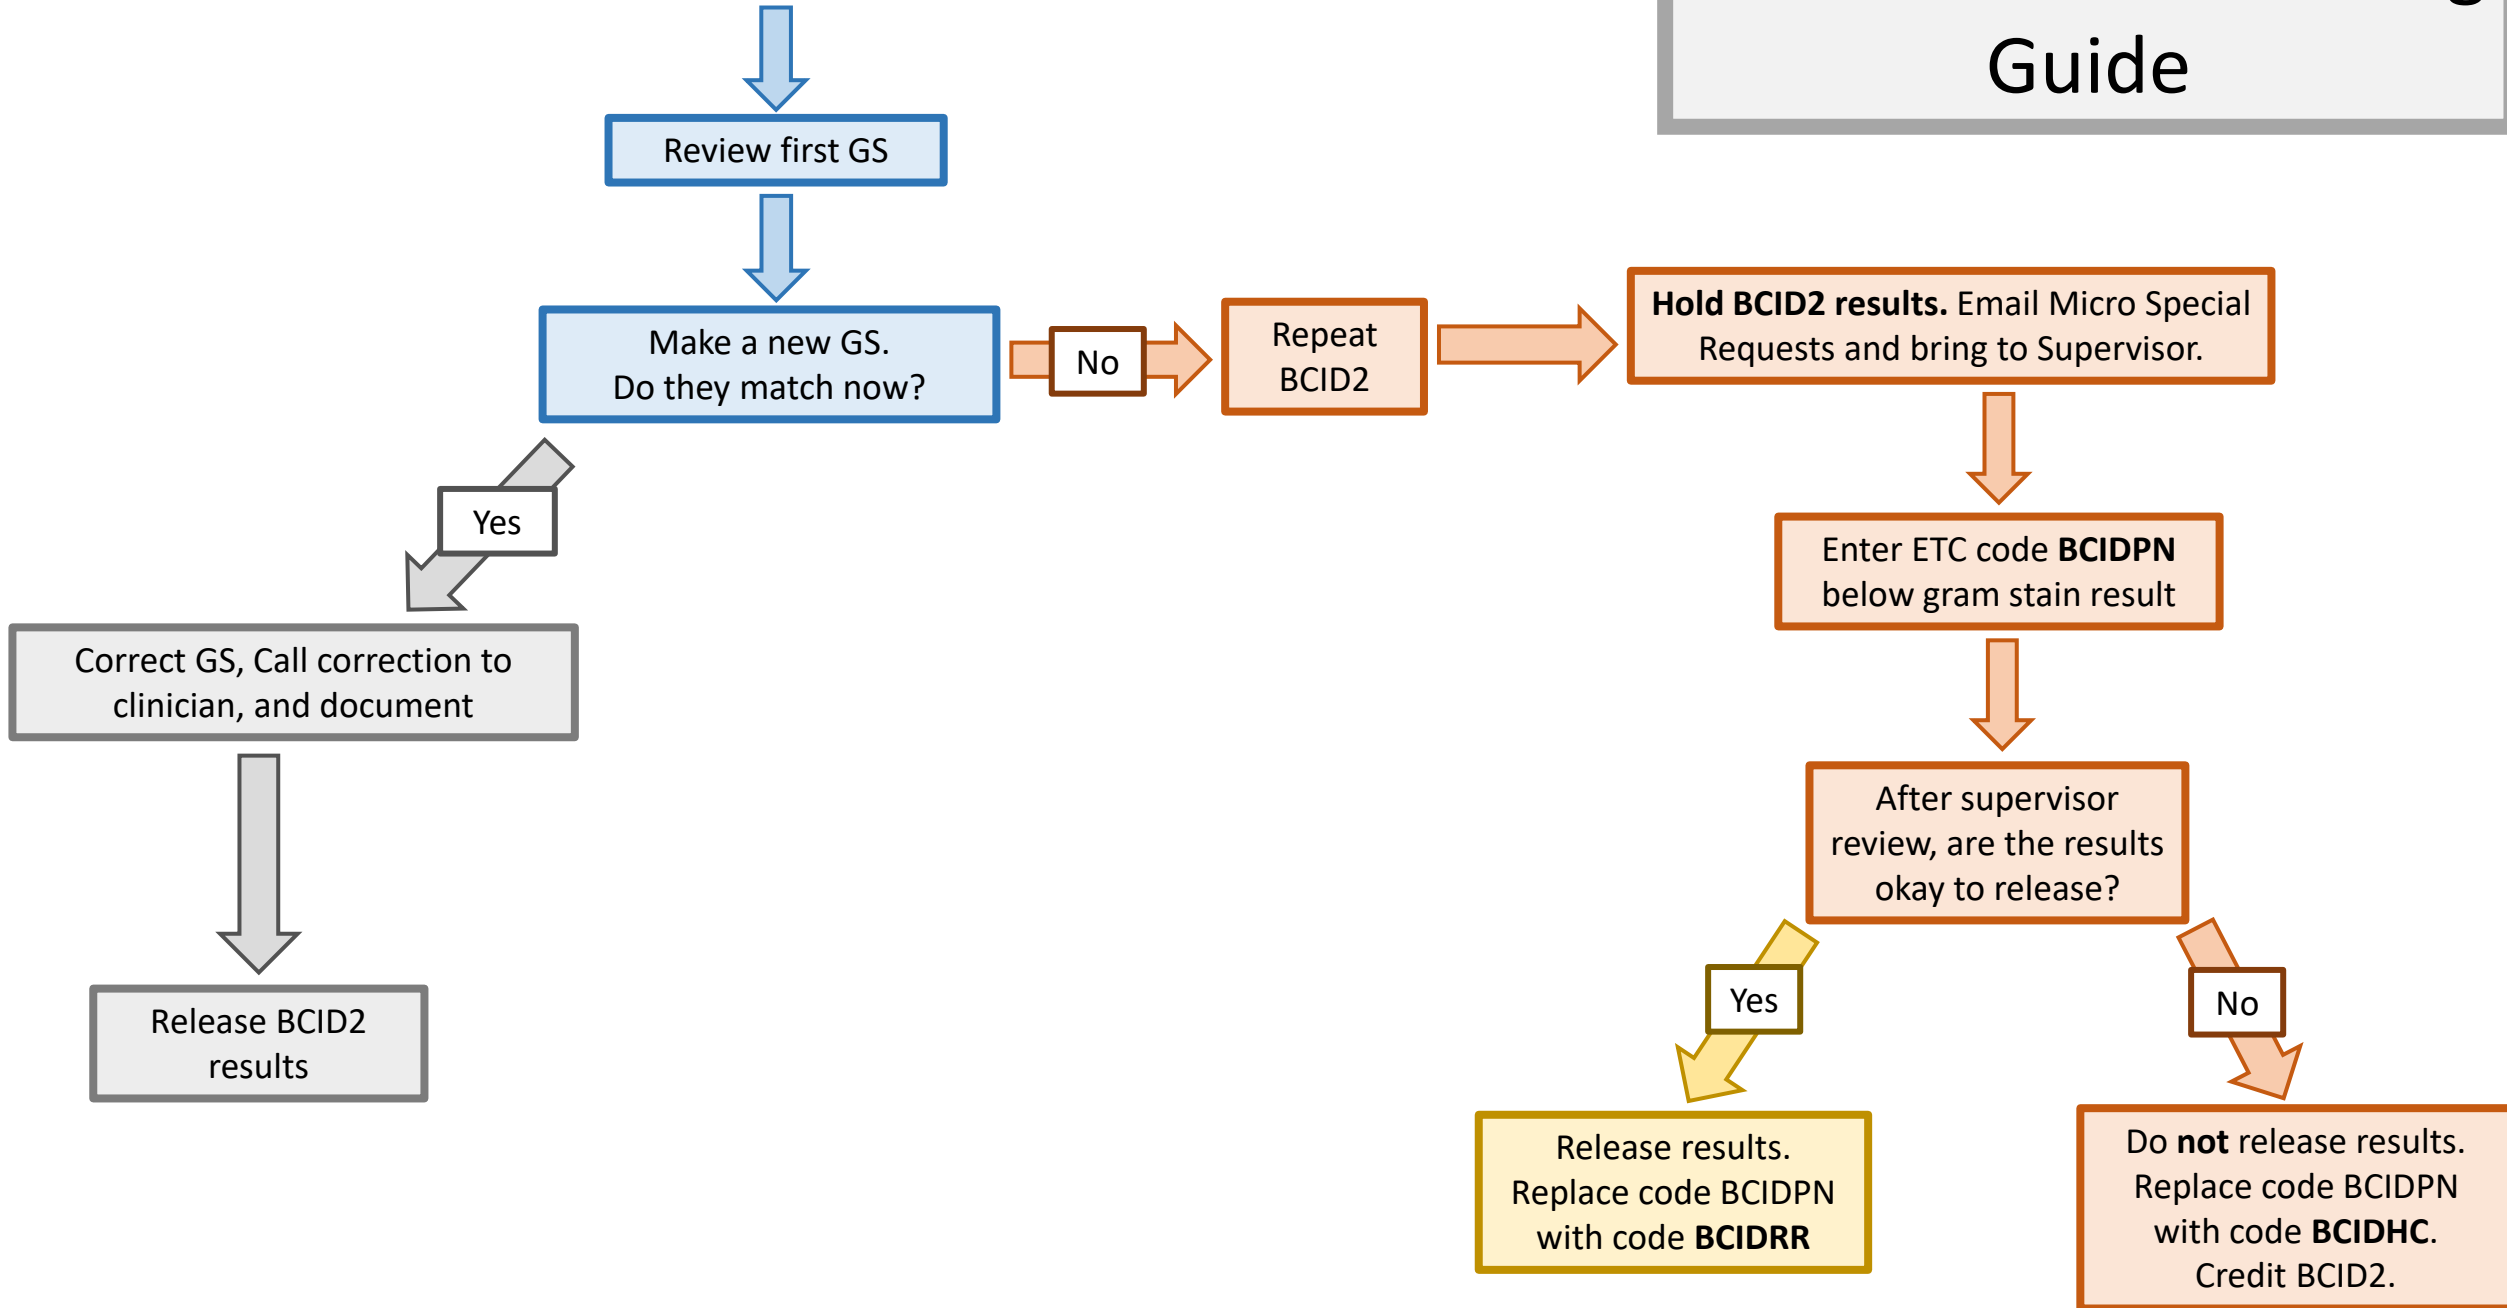 Guide
Review first GS
Make a new GS.
Do they match now?
No
Repeat
BCID2
Hold BCID2 results. Email Micro Special
Requests and bring to Supervisor.
Yes
Enter ETC code BCIDPN
below gram stain result
Correct GS, Call correction to
clinician, and document
After supervisor
review, are the results
okay to release?
Release BCID2
results
Yes
No
Release results.
Replace code BCIDPN
with code BCIDRR
Do not release results.
Replace code BCIDPN
with code BCIDHC.
Credit BCID2.